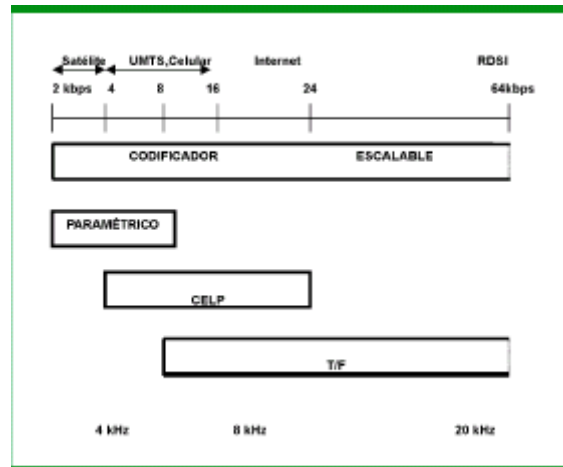 Satélite UMTS,Celular Internet RDSI
2 kbps 4 8 16 24 64kbps
CODIFICADOR ESCALABLE
PARAMÉTRICO
CELP
T/F
4 kHz 8 kHz 20 kHz